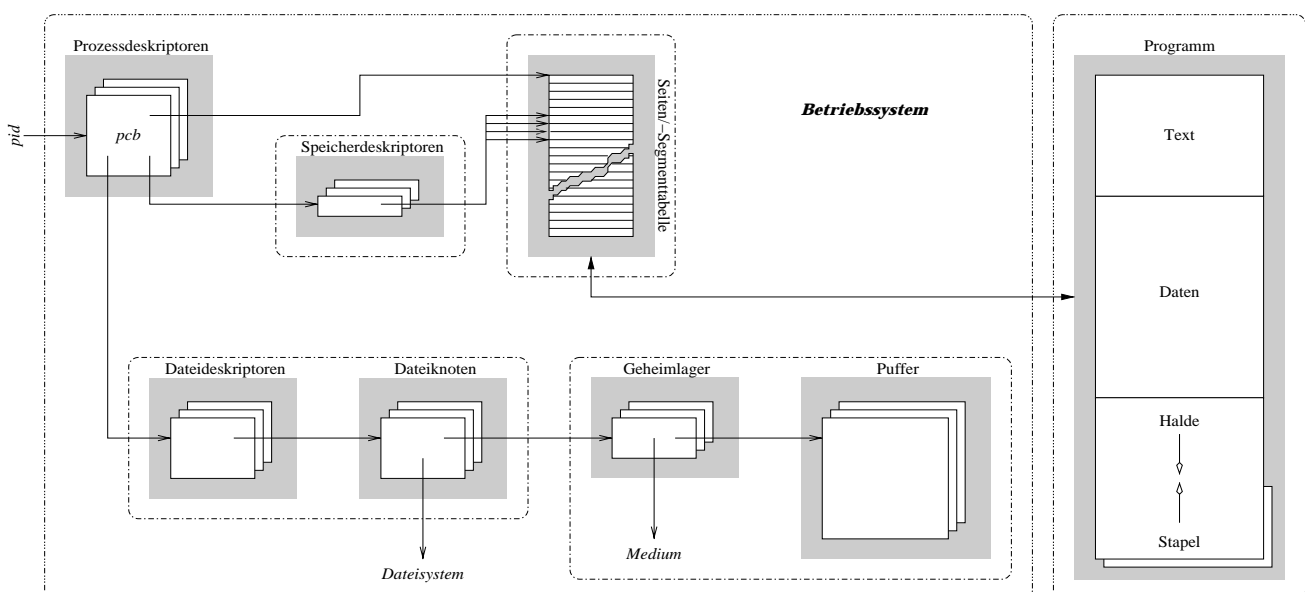 Prozessdeskriptoren
Programm
Betriebssystem
pid
pcb
Seiten/−Segmenttabelle
Text
Speicherdeskriptoren
Daten
Dateideskriptoren
Dateiknoten
Geheimlager
Puffer
Halde
Stapel
Medium
Dateisystem